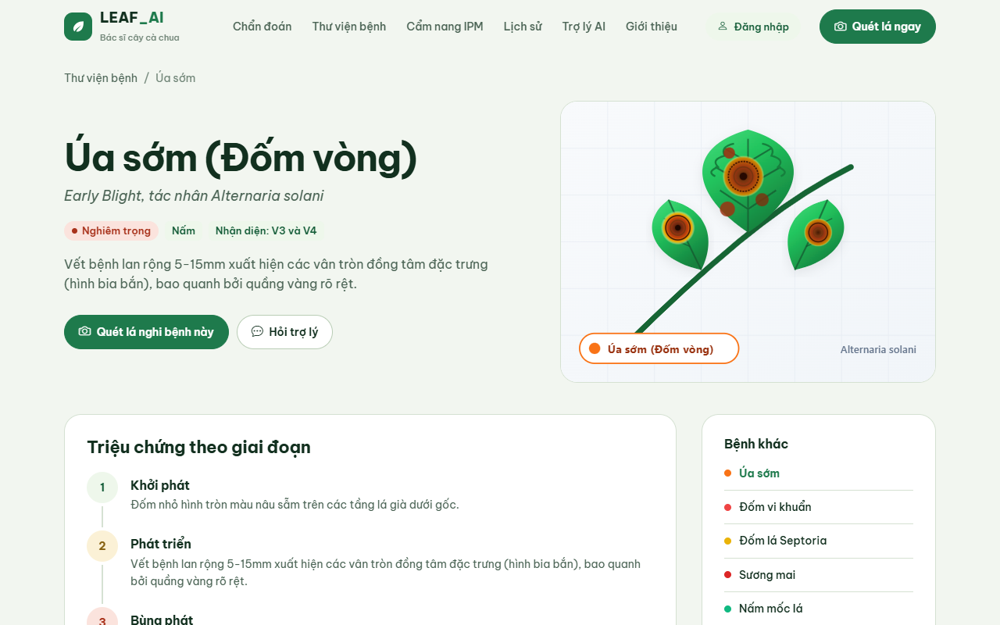 LEAF_AI
Bác sĩ cây cà chua
Chẩn đoán
Thư viện bệnh
Cẩm nang IPM
Lịch sử
Trợ lý AI
Giới thiệu
Đăng nhập
Quét lá ngay
Thư viện bệnh / Úa sớm
Úa sớm (Đốm vòng)
Early Blight, tác nhân Alternaria solani
Nghiêm trọng
Nấm
Nhận diện: V3 và V4
Vết bệnh lan rộng 5-15mm xuất hiện các vân tròn đồng tâm đặc trưng
(hình bia bắn), bao quanh bởi quầng vàng rõ rệt.
Quét lá nghi bệnh này
Hỏi trợ lý
Úa sớm (Đốm vòng)
Alternaria solani
Triệu chứng theo giai đoạn
1
Khởi phát
Đốm nhỏ hình tròn màu nâu sẫm trên các tầng lá già dưới gốc.
2
Phát triển
Vết bệnh lan rộng 5-15mm xuất hiện các vân tròn đồng tâm đặc trưng (hình bia bắn), bao quanh
bởi quầng vàng rõ rệt.
3
Bùng phát
Bệnh khác
Úa sớm
Đốm vi khuẩn
Đốm lá Septoria
Sương mai
Nấm mốc lá